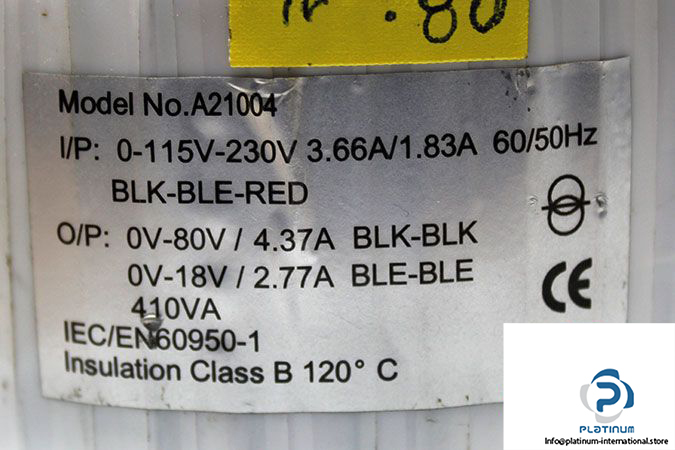 Model No.A21004
I/P: 0-115V-230V 3.66A/1.83A 60/50Hz
BLK-BLE-RED
O/P: 0V-80V / 4.37A BLK-BLK
0V-18V / 2.77A BLE-BLE
410VA
IEC/EN60950-1
Insulation Class B 120° C
CE
PLATINUM
Info@platinum-international.store